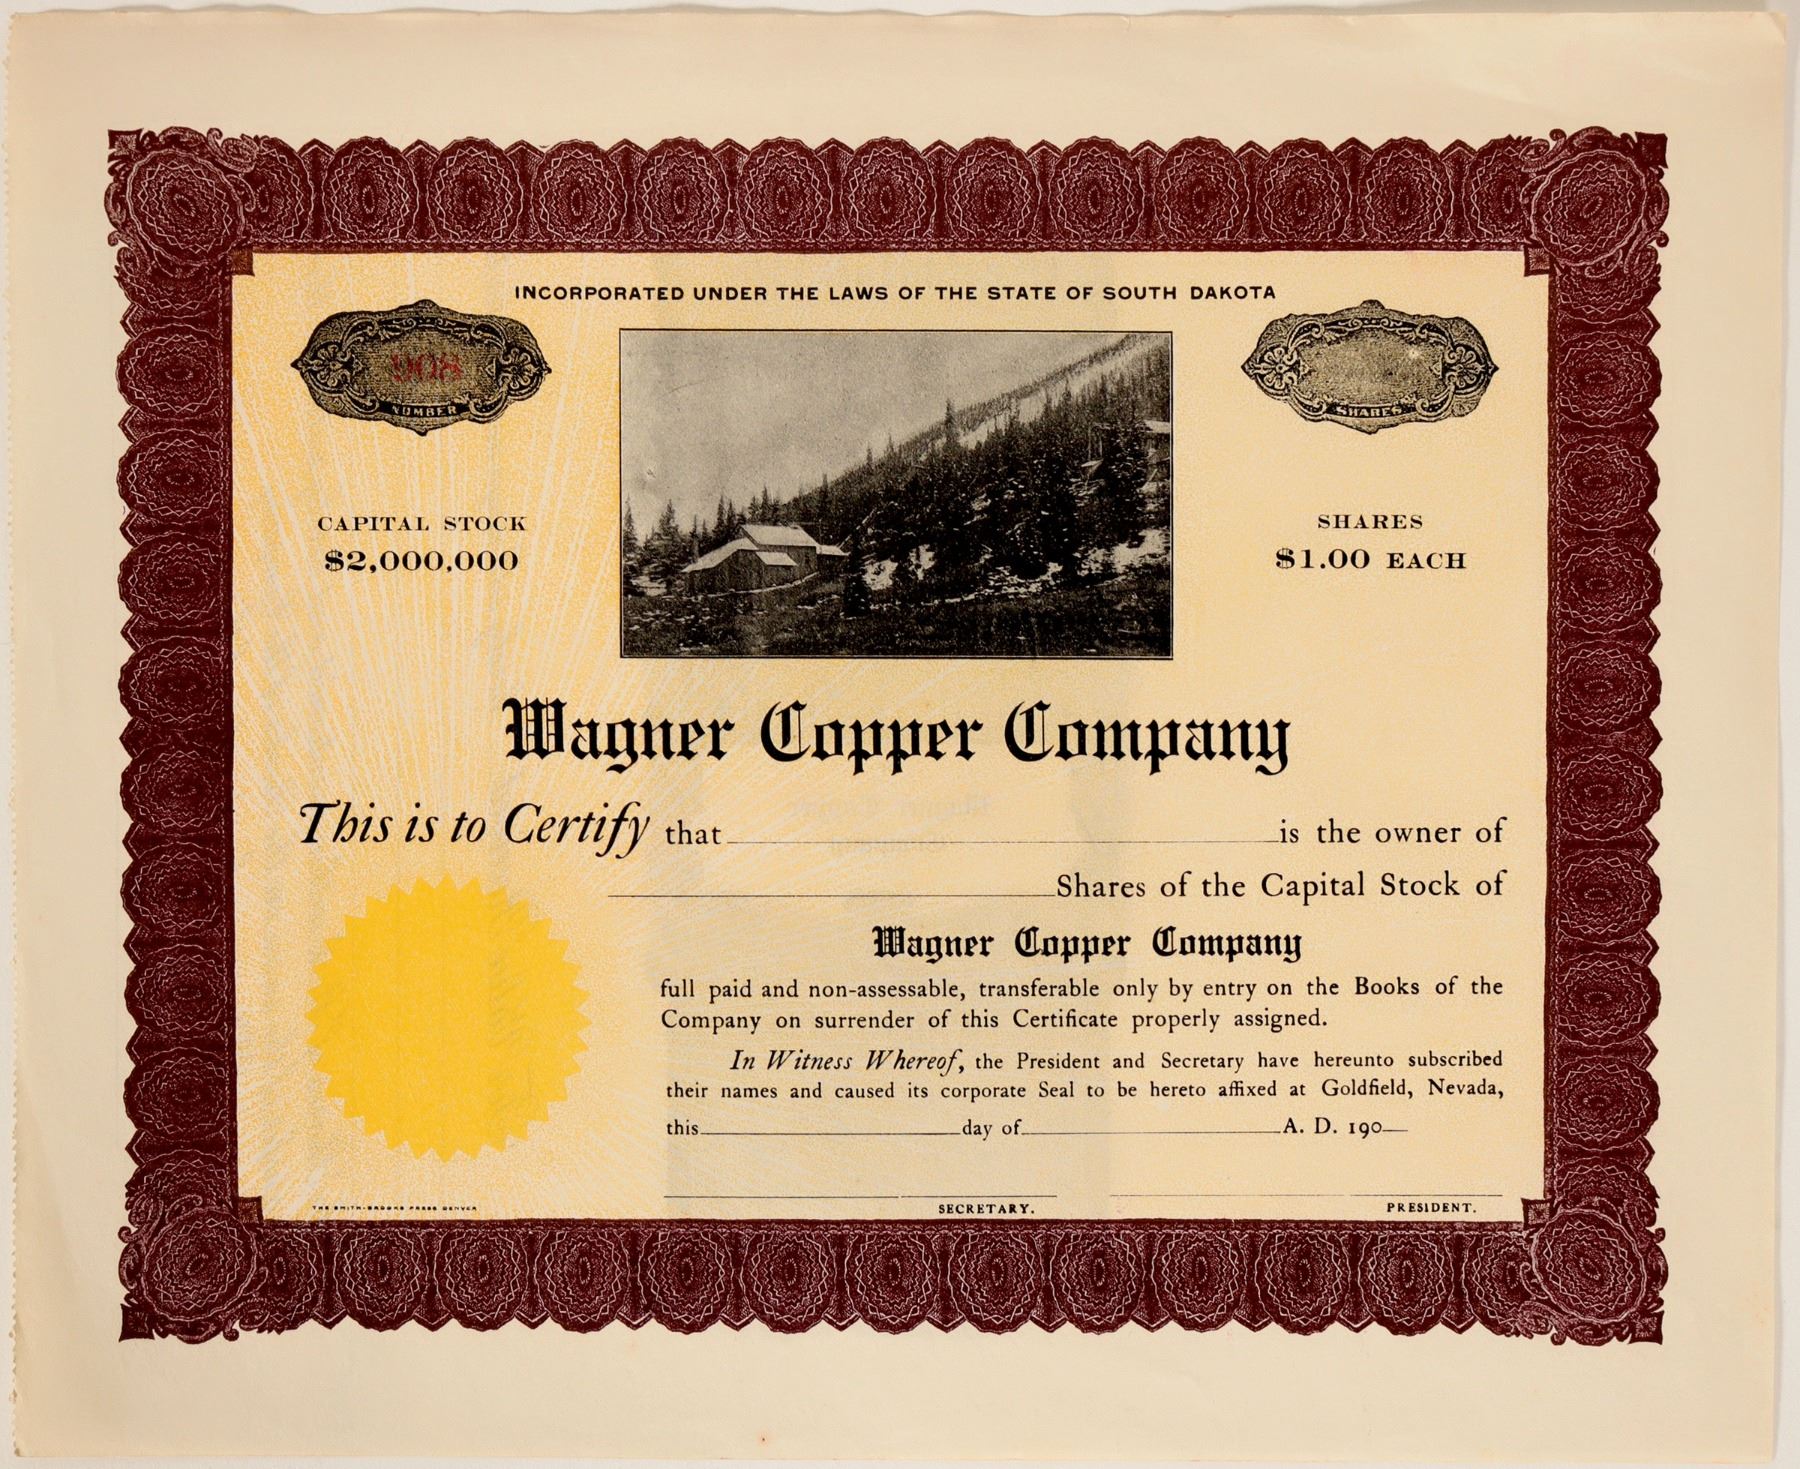 INCORPORATED UNDER THE LAWS OF THE STATE OF SOUTH DAKOTA
908
NUMBER
SHARES
CAPITAL STOCK
$2,000,000
SHARES
$1.00 EACH
Wagner Copper Company
This is to Certify that is the owner of
Shares of the Capital Stock of
Wagner Copper Company
full paid and non-assessable, transferable only by entry on the Books of the
Company on surrender of this Certificate properly assigned.
In Witness Whereof, the President and Secretary have hereunto subscribed
their names and caused its corporate Seal to be hereto affixed at Goldfield, Nevada,
this day of A. D. 190
SECRETARY.
PRESIDENT.
THE SMITH-BROOKS PRESS DENVER